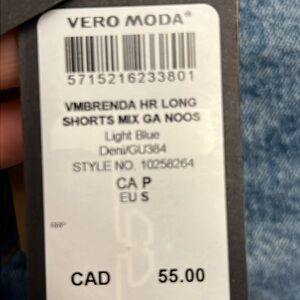 VERO MODA®
5715216233801
VMBRENDA HR LONG
SHORTS MIX GA NOOS
Light Blue
Deni/GU384
STYLE NO. 10258264
CA P
EU S
RRP
CAD 55.00